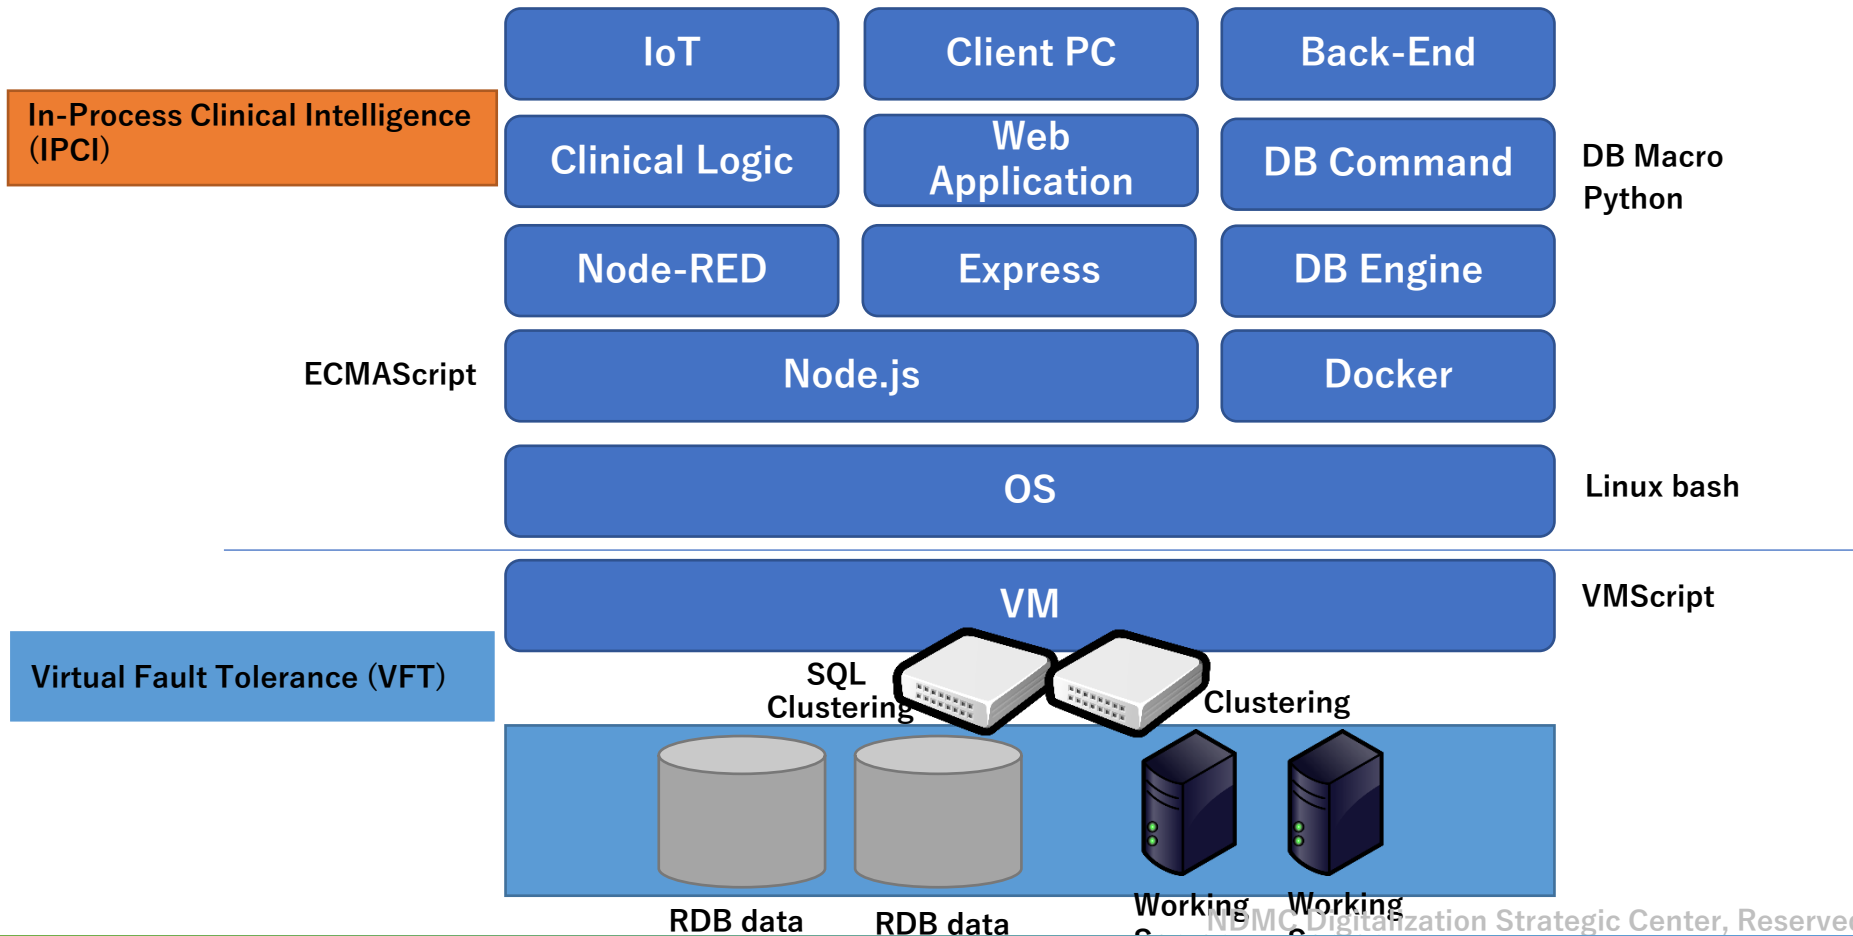 IoT
Client PC
Back-End
In-Process Clinical Intelligence
(IPCI)
Clinical Logic
Web
Application
DB Command
DB Macro
Python
Node-RED
Express
DB Engine
ECMAScript
Node.js
Docker
OS
Linux bash
VM
VMScript
Virtual Fault Tolerance (VFT)
SQL
Clustering
Clustering
RDB data
RDB data
Working
Working
NDMC Digitalization Strategic Center, Reserved